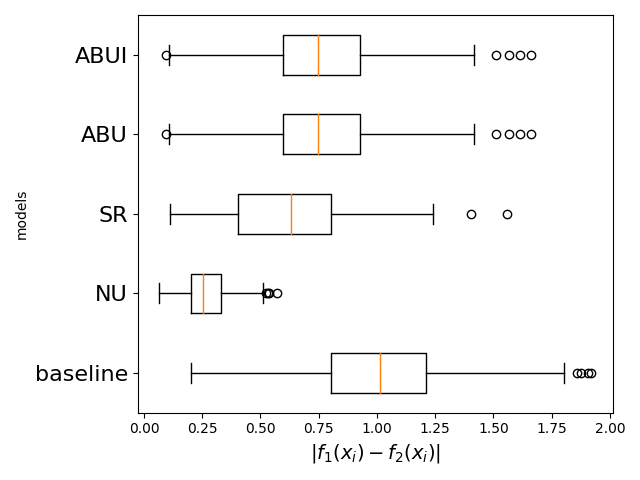 ABUI
ABU
SR
NU
baseline
models
0.00 0.25 0.50 0.75 1.00 1.25 1.50 1.75 2.00
|f₁(xᵢ) − f₂(xᵢ)|